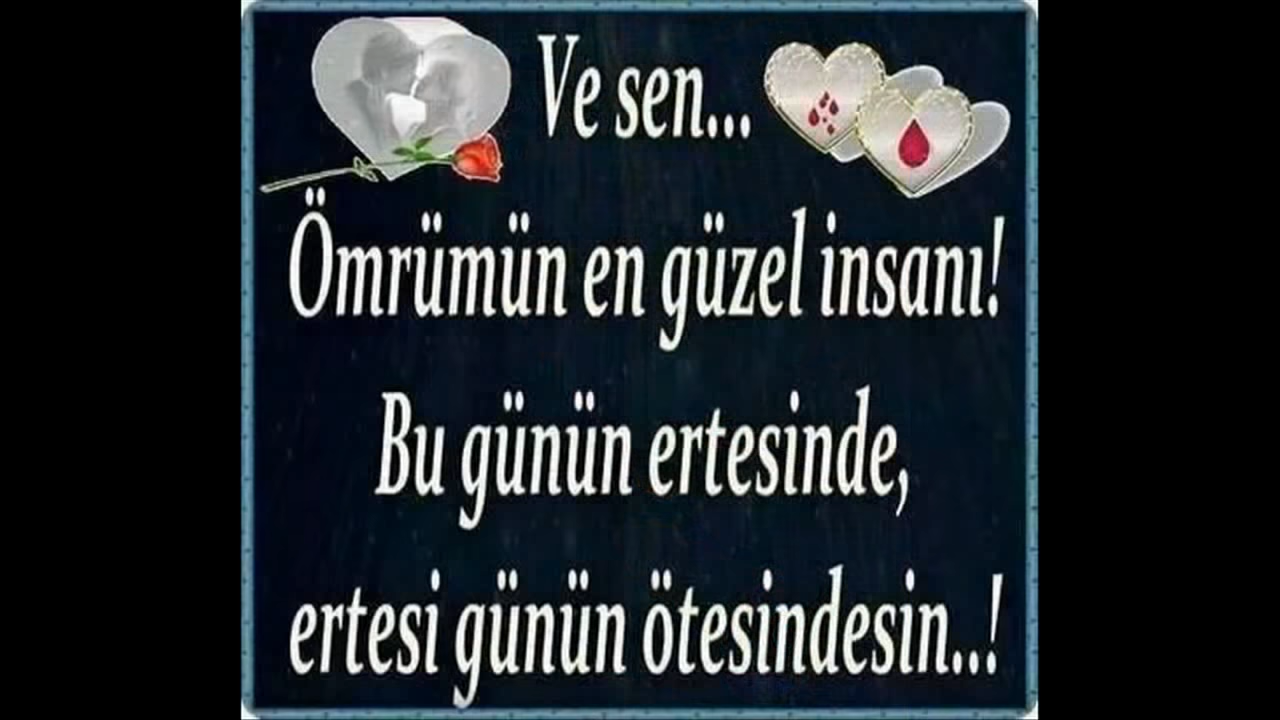 Ve sen...
Ömrümün en güzel insanı!
Bu günün ertesinde,
ertesi günün ötesindesin..!